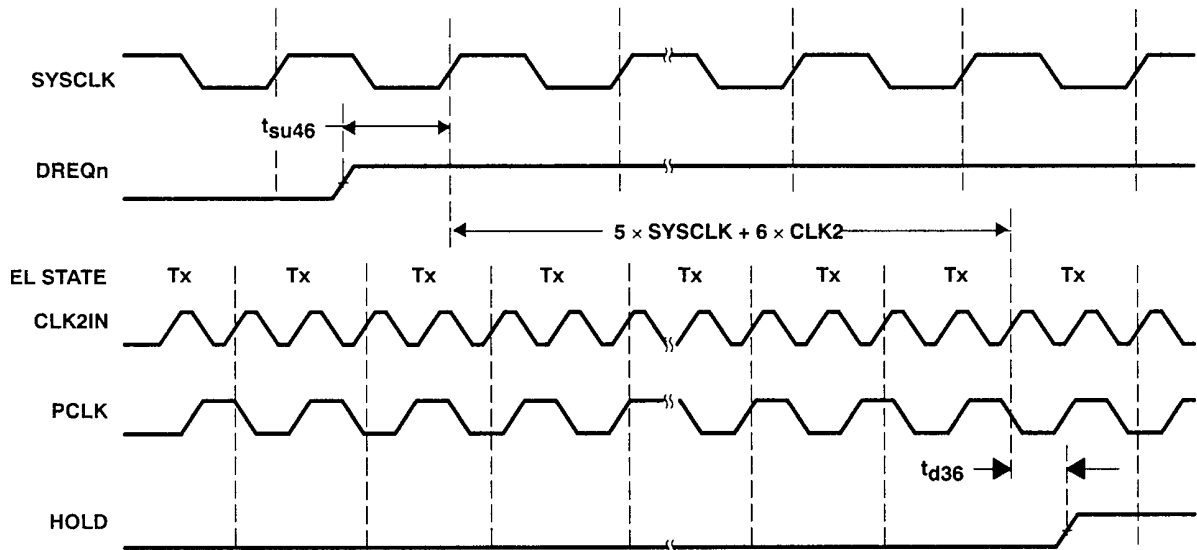 SYSCLK
tsu46
DREQn
5 × SYSCLK + 6 × CLK2
EL STATE Tx Tx Tx Tx Tx Tx Tx Tx
CLK2IN
PCLK
td36
HOLD